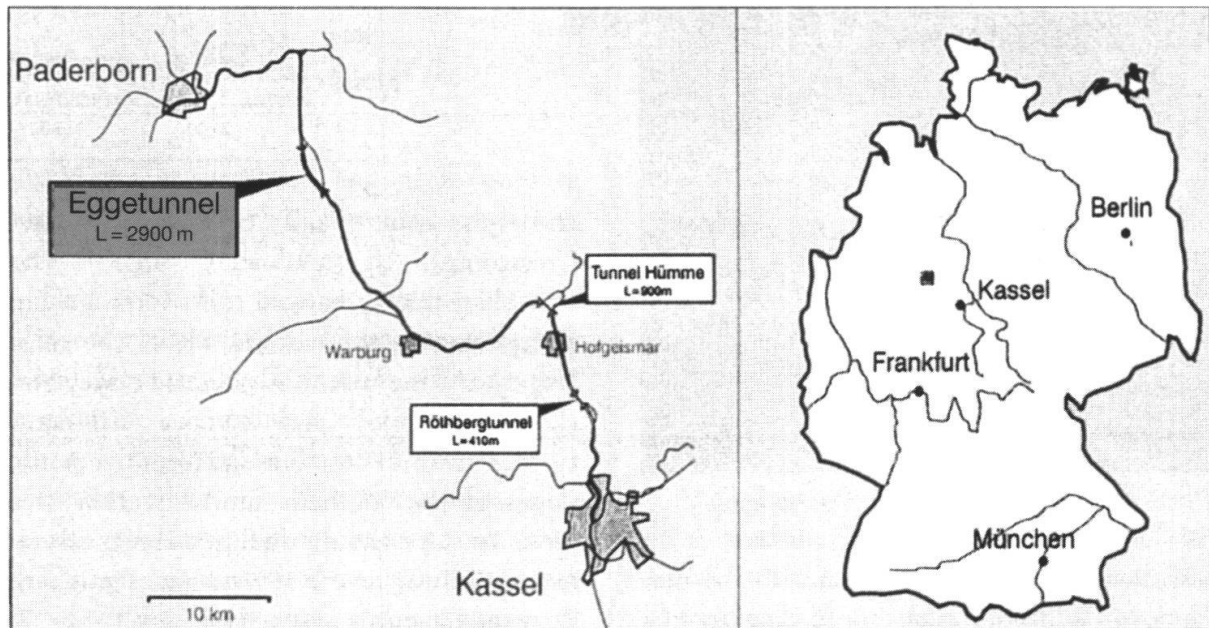 Paderborn
Eggetunnel
L = 2900 m
Tunnel Hümme
L=900m
Warburg
Hofgeismar
Röthbergtunnel
L=410m
Kassel
10 km
Berlin
Kassel
Frankfurt
München